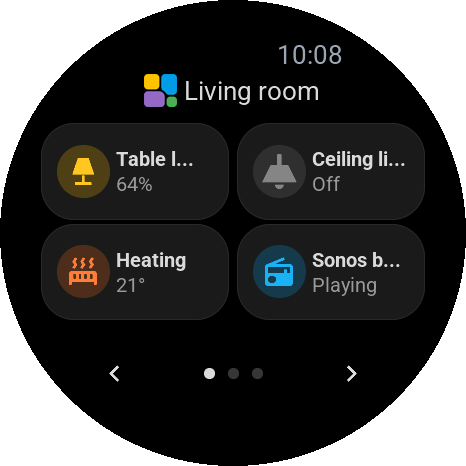 10:08
Living room
Table l...
64%
Ceiling li...
Off
Heating
21°
Sonos b...
Playing